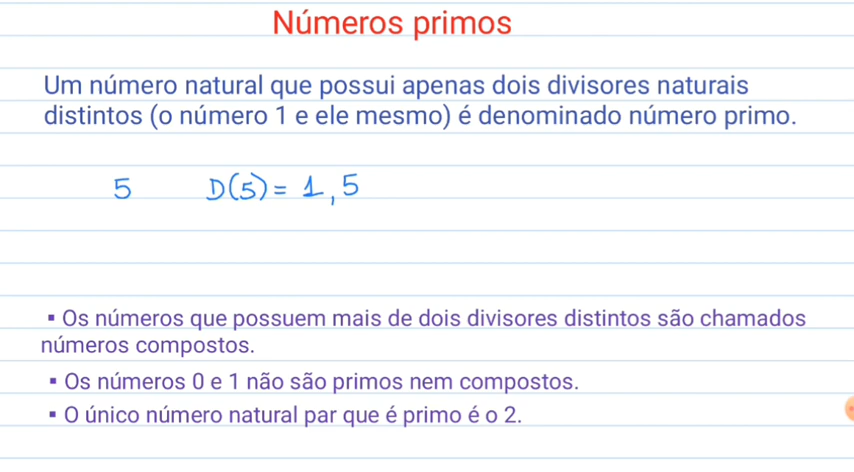 Números primos
Um número natural que possui apenas dois divisores naturais
distintos (o número 1 e ele mesmo) é denominado número primo.
5 D(5) = 1, 5
▪ Os números que possuem mais de dois divisores distintos são chamados
números compostos.
▪ Os números 0 e 1 não são primos nem compostos.
▪ O único número natural par que é primo é o 2.